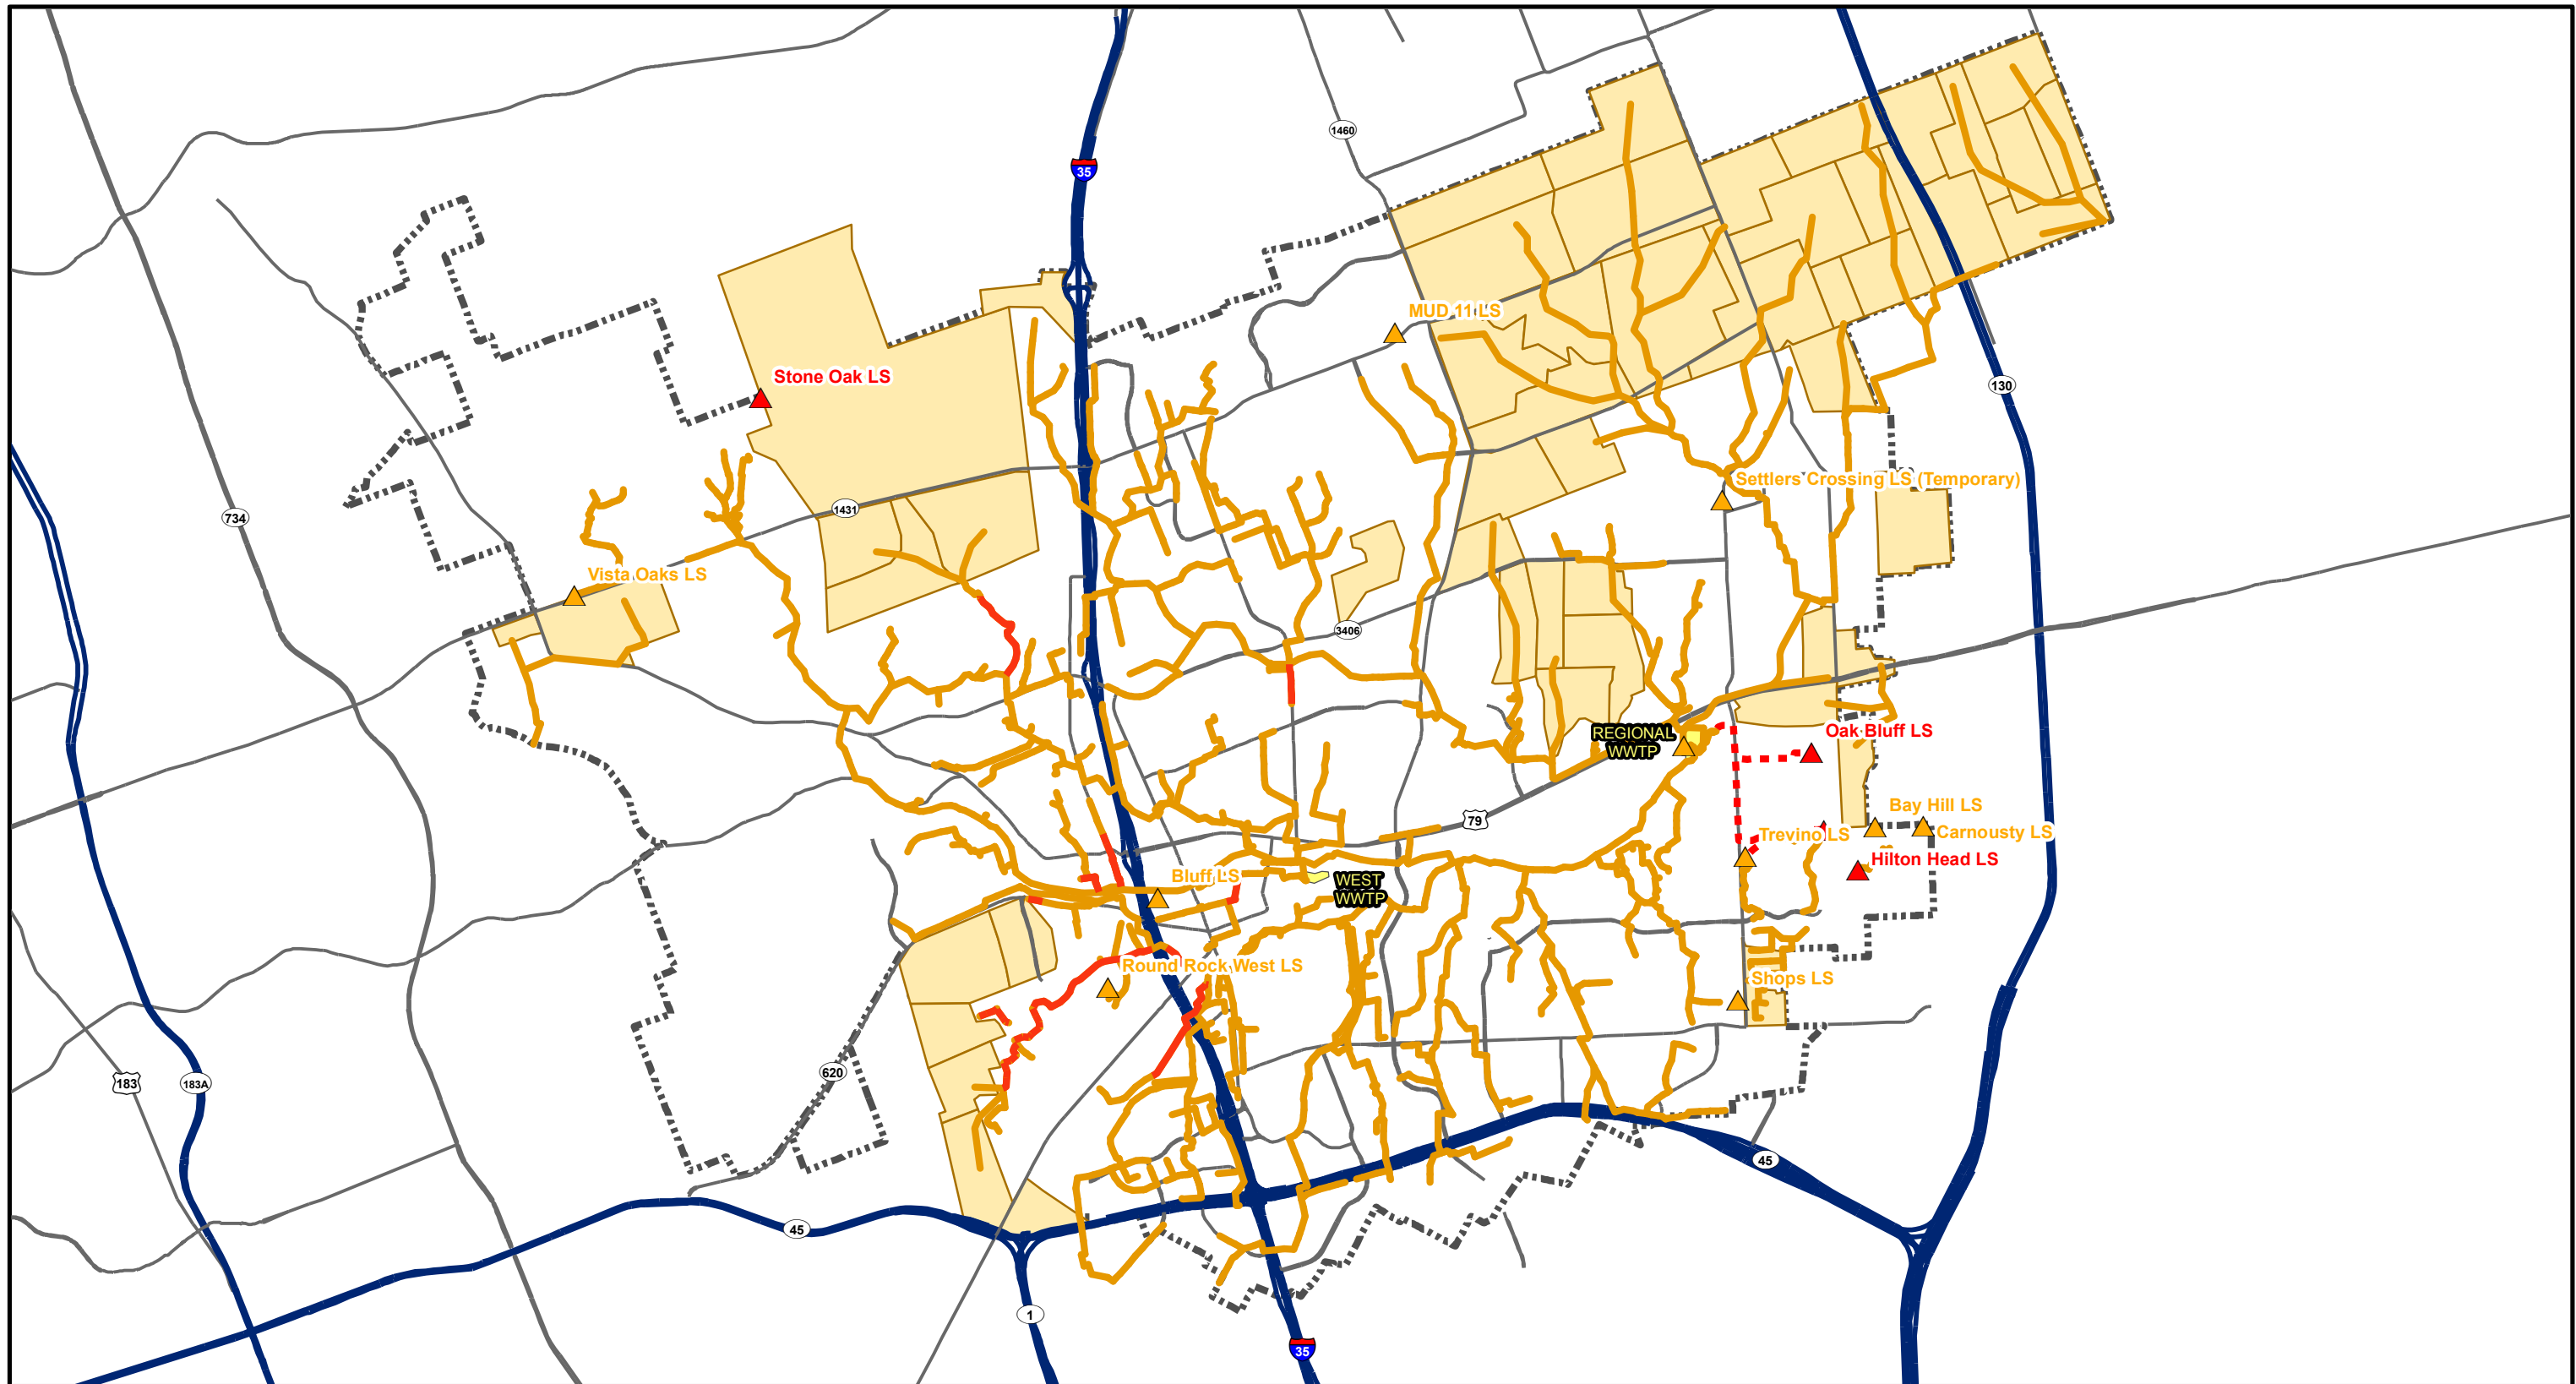 1460
35
MUD 11 LS
Stone Oak LS
130
Settlers Crossing LS (Temporary)
1431
734
Vista Oaks LS
3406
Oak Bluff LS
REGIONAL
WWTP
Bay Hill LS
79
Trevino LS
Carnousty LS
Hilton Head LS
Bluff LS
WEST
WWTP
Round Rock West LS
Shops LS
620
183
183A
45
45
1
35